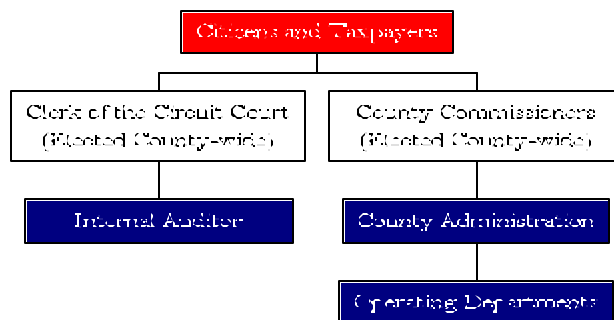 Citizens and Taxpayers
Clerk of the Circuit Court
(Elected County-wide)
County Commissioners
(Elected County-wide)
Internal Auditor
County Administration
Operating Departments